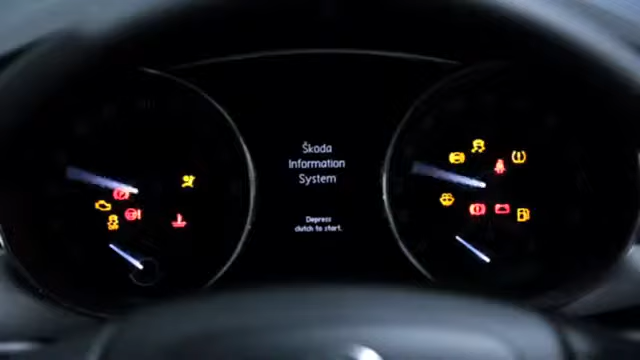 Škoda
Information
System
Depress
clutch to start.